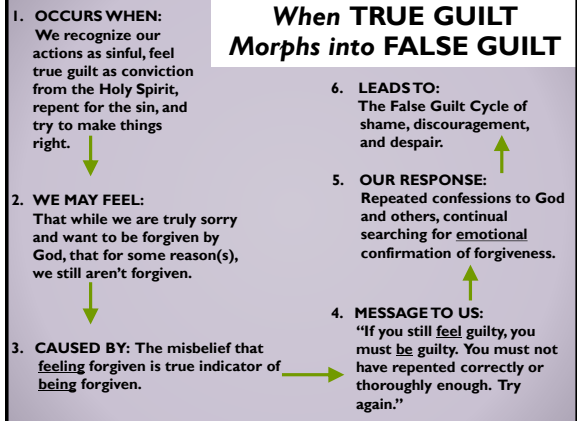 When TRUE GUILT
Morphs into FALSE GUILT
1. OCCURS WHEN:
We recognize our
actions as sinful, feel
true guilt as conviction
from the Holy Spirit,
repent for the sin, and
try to make things
right.
2. WE MAY FEEL:
That while we are truly sorry
and want to be forgiven by
God, that for some reason(s),
we still aren't forgiven.
3. CAUSED BY: The misbelief that
feeling forgiven is true indicator of
being forgiven.
4. MESSAGE TO US:
"If you still feel guilty, you
must be guilty. You must not
have repented correctly or
thoroughly enough. Try
again."
5. OUR RESPONSE:
Repeated confessions to God
and others, continual
searching for emotional
confirmation of forgiveness.
6. LEADS TO:
The False Guilt Cycle of
shame, discouragement,
and despair.